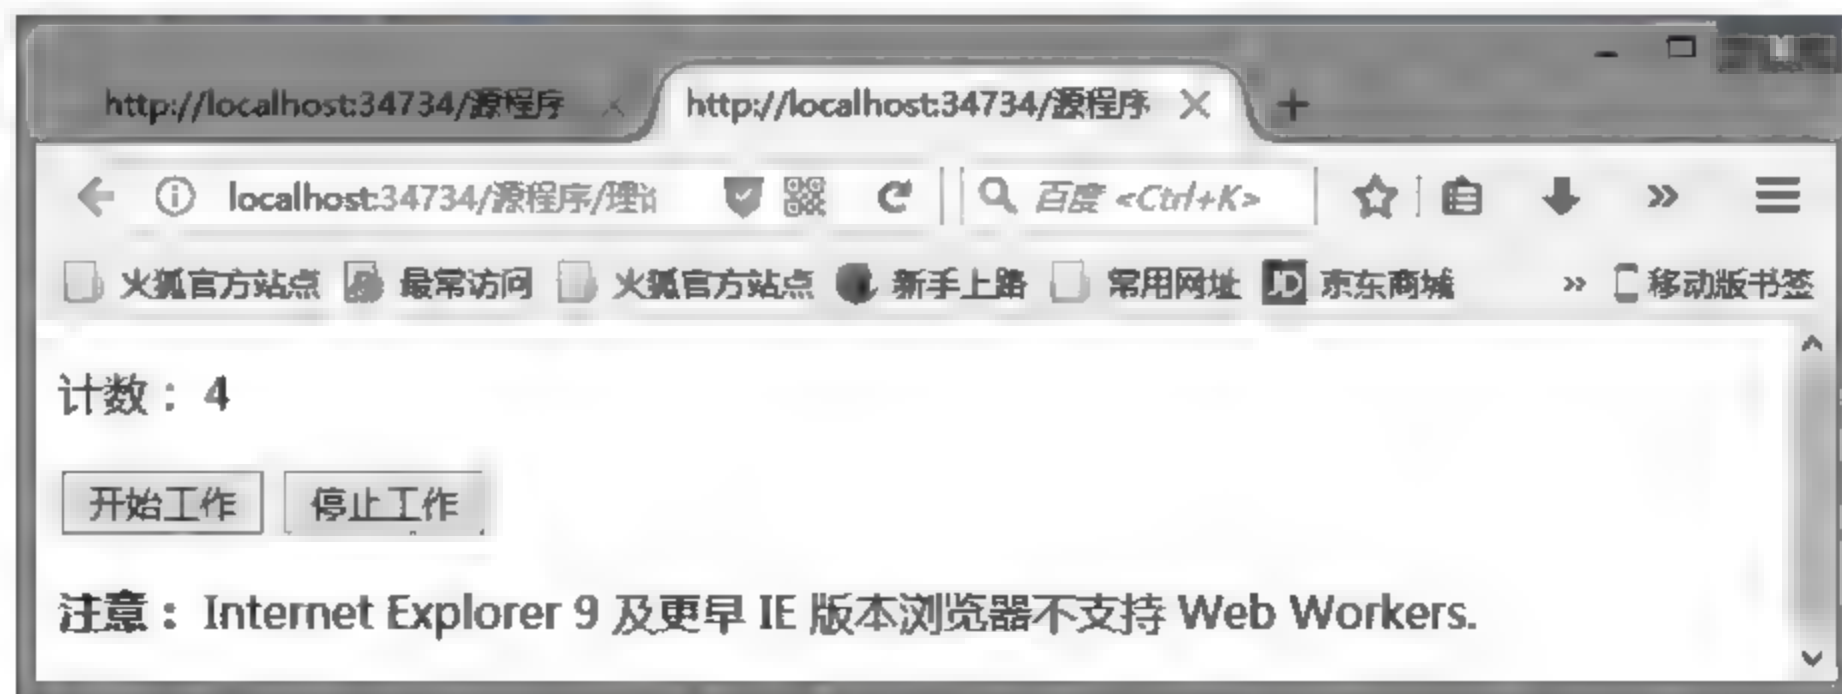 http://localhost:34734/源程序 http://localhost:34734/源程序
localhost:34734/源程序/理论 百度 <Ctrl+K>
火狐官方站点 最常访问 火狐官方站点 新手上路 常用网址 JD 京东商城 » 移动版书签
计数： 4
开始工作 停止工作
注意： Internet Explorer 9 及更早 IE 版本浏览器不支持 Web Workers.